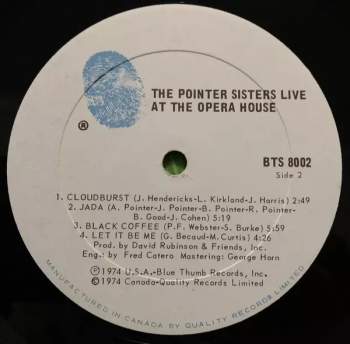 THE POINTER SISTERS LIVE
AT THE OPERA HOUSE
®
BTS 8002
Side 2
1. CLOUDBURST (J. Hendericks-L. Kirkland-J. Harris) 2:49
2. JADA (A. Pointer-J. Pointer-B. Pointer-R. Pointer-
B. Good-J. Cohen) 5:19
3. BLACK COFFEE (P.F. Webster-S. Burke) 5:59
4. LET IT BE ME (G. Becaud-M. Curtis) 4:26
Prod. by David Robinson & Friends, Inc.
Eng. by Fred Catero Mastering: George Horn
Ⓟ 1974 U.S.A.-Blue Thumb Records, Inc.
© 1974 Canada-Quality Records Limited
MANUFACTURED IN CANADA BY QUALITY RECORDS LIMITED